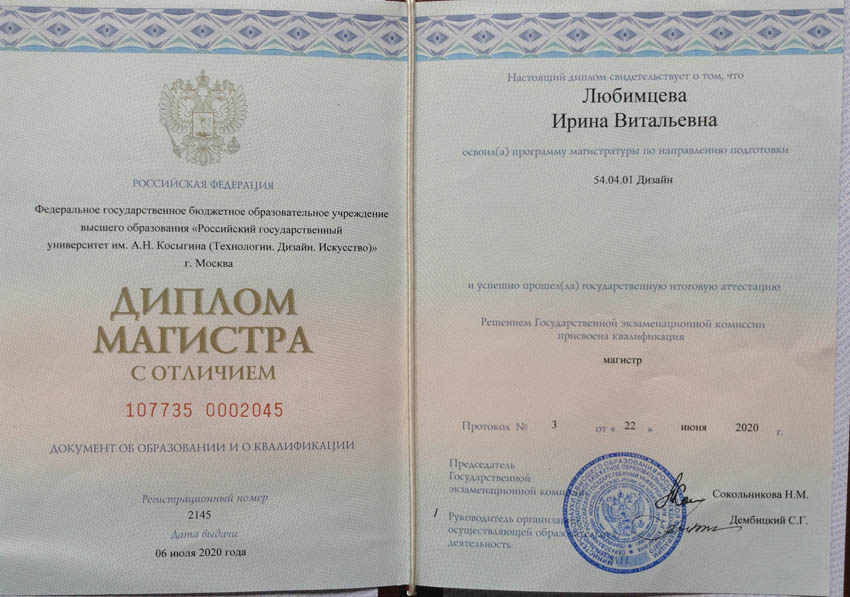 РОССИЙСКАЯ ФЕДЕРАЦИЯ
Федеральное государственное бюджетное образовательное учреждение
высшего образования «Российский государственный
университет им. А.Н. Косыгина (Технологии. Дизайн. Искусство)»
г. Москва
ДИПЛОМ
МАГИСТРА
С ОТЛИЧИЕМ
107735 0002045
ДОКУМЕНТ ОБ ОБРАЗОВАНИИ И О КВАЛИФИКАЦИИ
Регистрационный номер
2145
Дата выдачи
06 июля 2020 года
Настоящий диплом свидетельствует о том, что
Любимцева
Ирина Витальевна
освоил(а) программу магистратуры по направлению подготовки
54.04.01 Дизайн
и успешно прошел(ла) государственную итоговую аттестацию
Решением Государственной экзаменационной комиссии
присвоена квалификация
магистр
Протокол № 3 от « 22 » июня 2020 г.
Председатель
Государственной
экзаменационной
Сокольникова Н.М.
Руководитель
осуществляющей
деятельность
Дембицкий С.Г.